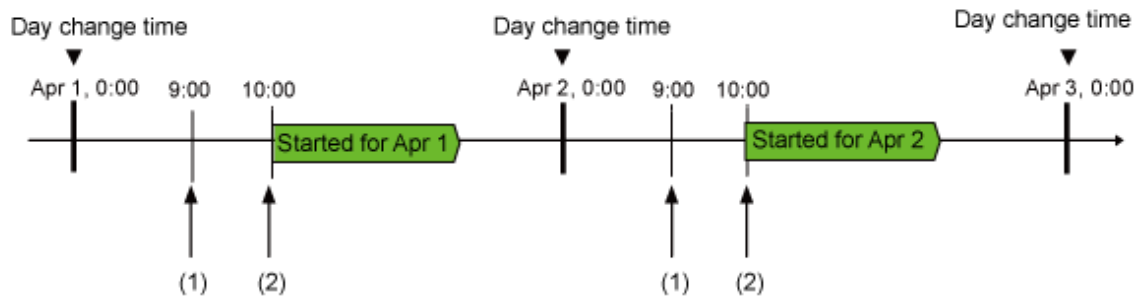 Day change time
Day change time
Day change time
Apr 1, 0:00
9:00
10:00
Apr 2, 0:00
9:00
10:00
Apr 3, 0:00
Started for Apr 1
Started for Apr 2
(1)
(2)
(1)
(2)